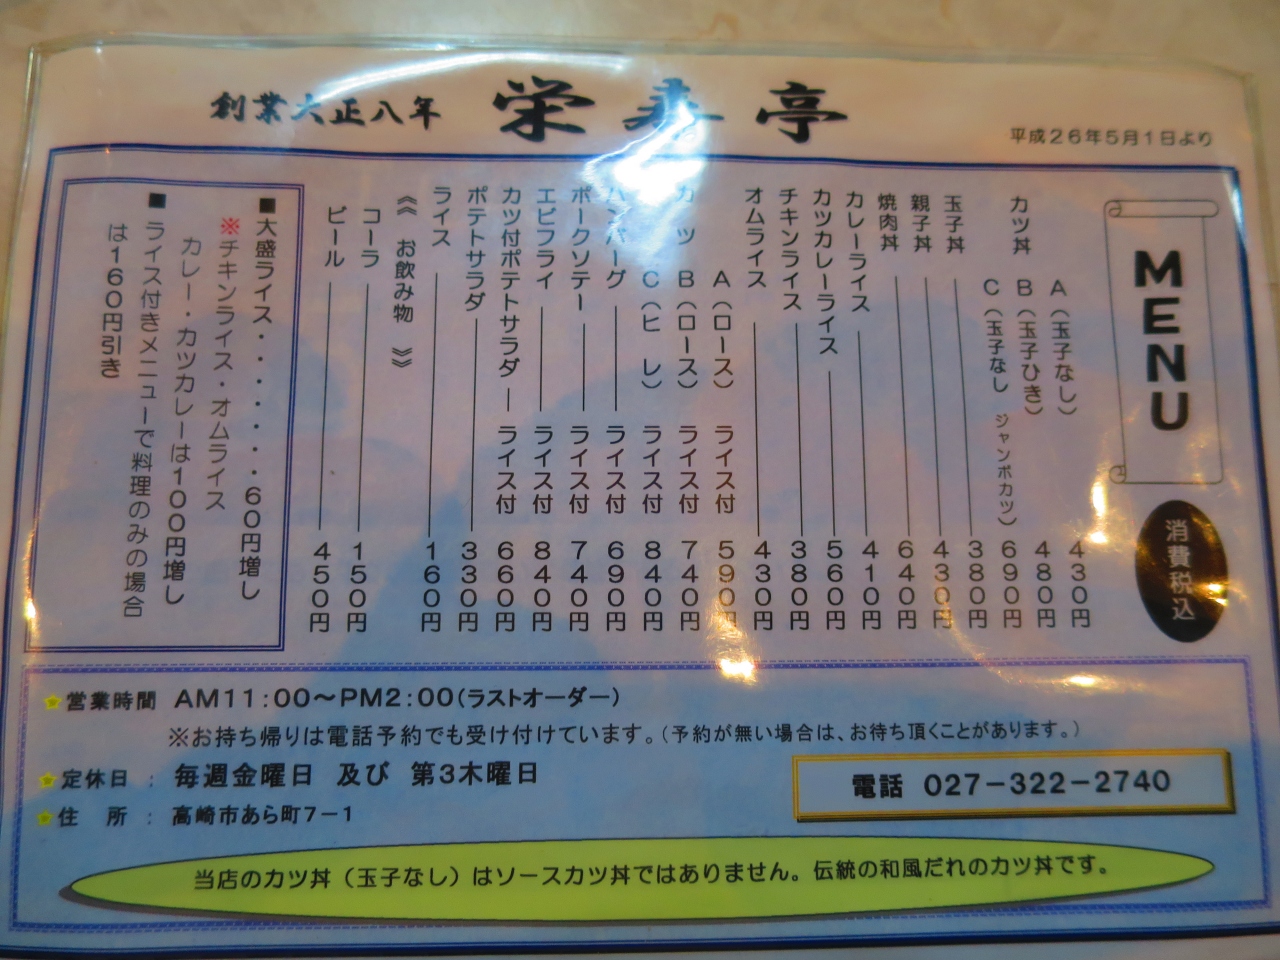 創業大正八年 栄寿亭
平成26年5月1日より
MENU
消費税込
カツ丼 A(玉子なし) 430円
B(玉子ひき) 480円
C(玉子なし ジャンボカツ) 690円
玉子丼 380円
親子丼 430円
焼肉丼 640円
カレーライス 410円
カツカレーライス 560円
チキンライス 380円
オムライス 430円
カツ A(ロース) ライス付 590円
B(ロース) ライス付 740円
C(ヒレ) ライス付 840円
ハンバーグ ライス付 690円
ポークソテー ライス付 740円
エビフライ ライス付 840円
カツ付ポテトサラダ ライス付 660円
ポテトサラダ 330円
ライス 160円
《 お飲み物 》
コーラ 150円
ビール 450円
■大盛ライス・・・・・・・60円増し
※チキンライス・オムライス
カレー・カツカレーは100円増し
■ライス付きメニューで料理のみの場合
は160円引き
営業時間 AM11:00～PM2:00(ラストオーダー)
※お持ち帰りは電話予約でも受け付けています。(予約が無い場合は、お待ち頂くことがあります。)
定休日 : 毎週金曜日 及び 第3木曜日
電話 027-322-2740
住 所 : 高崎市あら町7-1
当店のカツ丼(玉子なし)はソースカツ丼ではありません。伝統の和風だれのカツ丼です。